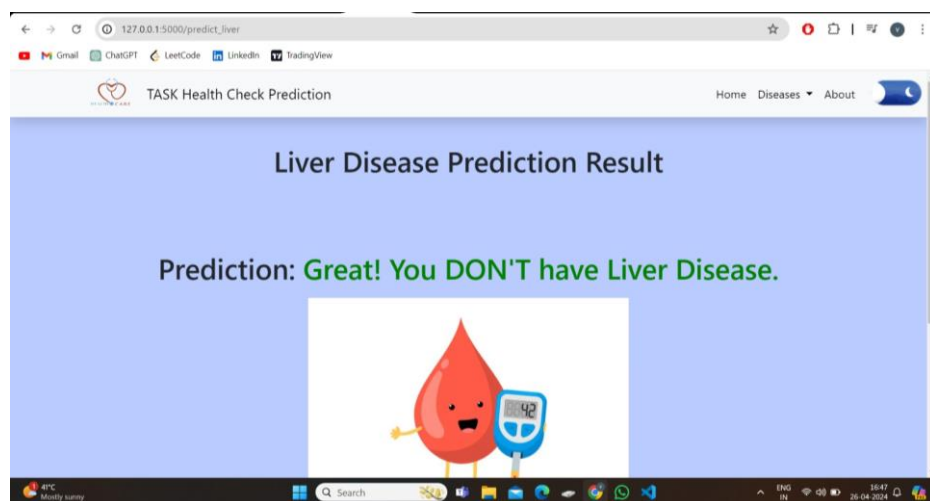 127.0.0.1:5000/predict_liver
Gmail ChatGPT LeetCode LinkedIn TradingView
TASK Health Check Prediction Home Diseases About
Liver Disease Prediction Result
Prediction: Great! You DON'T have Liver Disease.
42
41°C
Mostly sunny
Search
ENG
IN
16:47
26-04-2024